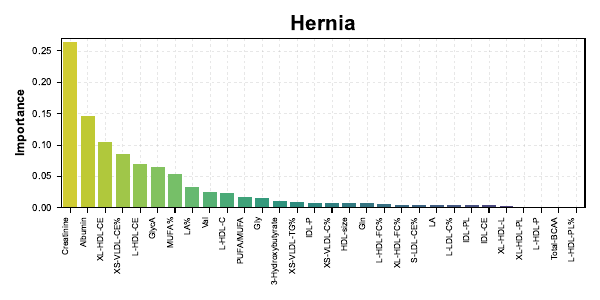 Hernia
Importance
0.25
0.20
0.15
0.10
0.05
0.00
Creatinine
Albumin
XL-HDL-CE
XS-VLDL-CE%
L-HDL-CE
GlycA
MUFA%
LA%
Val
L-HDL-C
PUFA/MUFA
Gly
3-Hydroxybutyrate
XS-VLDL-TG%
IDL-P
XS-VLDL-C%
HDL-size
Gln
L-HDL-FC%
XL-HDL-FC%
S-LDL-CE%
LA
L-LDL-C%
IDL-PL
IDL-CE
XL-HDL-L
XL-HDL-PL
L-HDL-P
Total-BCAA
L-HDL-PL%